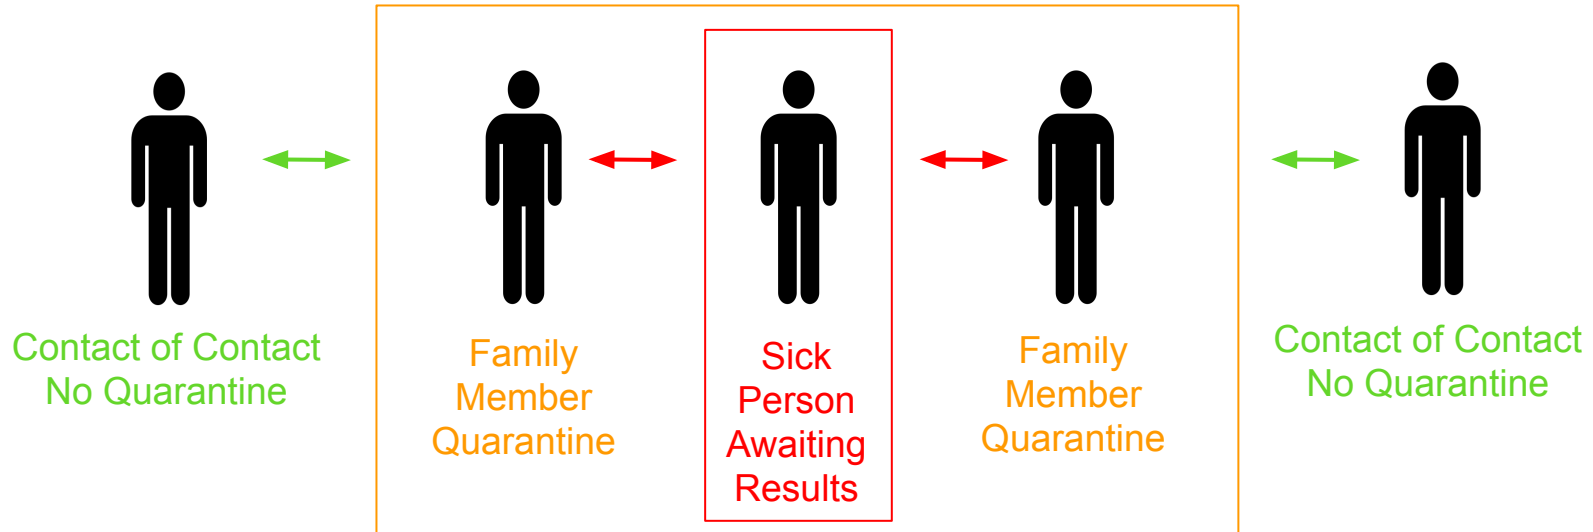 Contact of Contact
No Quarantine
Family
Member
Quarantine
Sick
Person
Awaiting
Results
Family
Member
Quarantine
Contact of Contact
No Quarantine